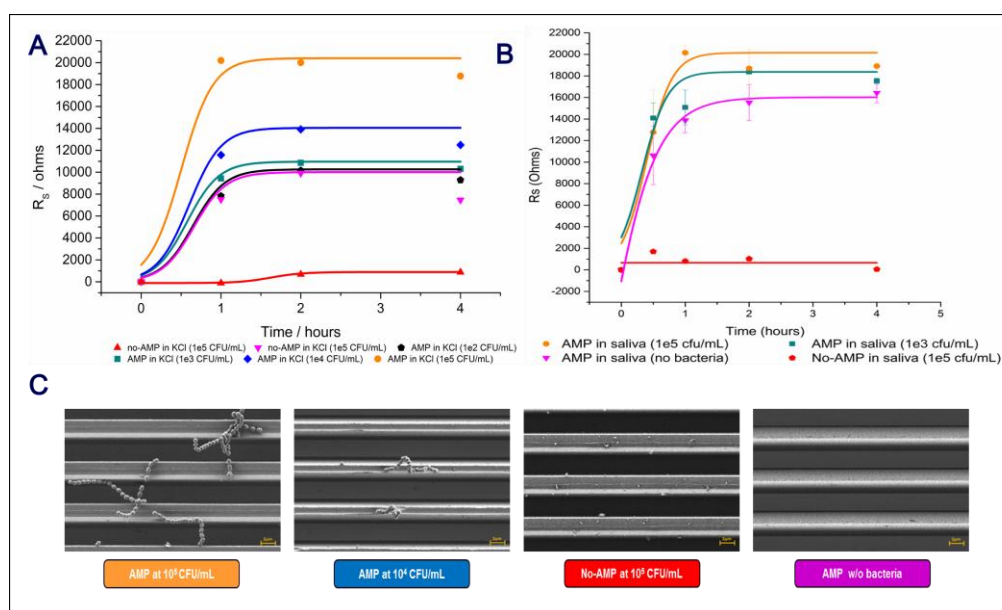 A
22000
20000
18000
16000
14000
12000
10000
8000
6000
4000
2000
0
Rs / ohms
0
1
2
3
4
Time / hours
no-AMP in KCl (1e5 CFU/mL)
no-AMP in KCl (1e5 CFU/mL)
AMP in KCl (1e2 CFU/mL)
AMP in KCl (1e3 CFU/mL)
AMP in KCl (1e4 CFU/mL)
AMP in KCl (1e5 CFU/mL)
B
22000
20000
18000
16000
14000
12000
10000
8000
6000
4000
2000
0
-2000
Rs (Ohms)
0
1
2
3
4
5
Time (hours)
AMP in saliva (1e5 cfu/mL)
AMP in saliva (1e3 cfu/mL)
AMP in saliva (no bacteria)
No-AMP in saliva (1e5 cfu/mL)
C
AMP at 10⁵ CFU/mL
AMP at 10⁴ CFU/mL
No-AMP at 10⁵ CFU/mL
AMP w/o bacteria